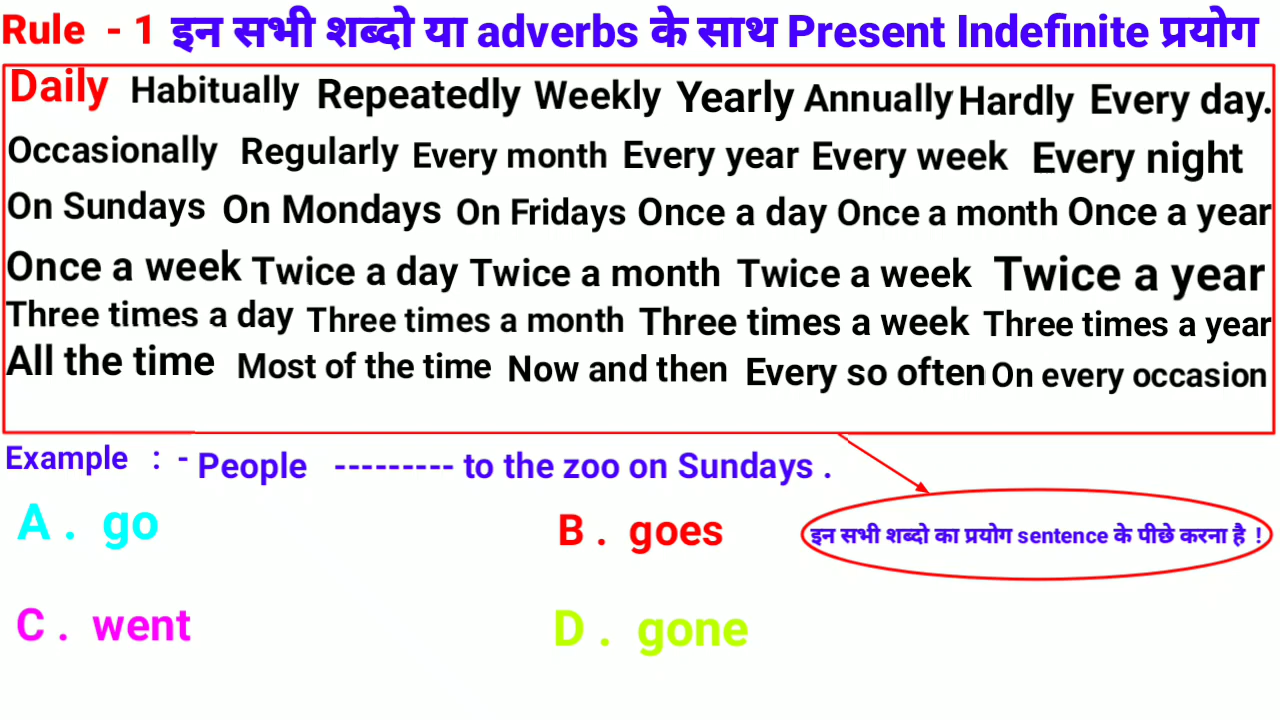 Rule - 1 इन सभी शब्दो या adverbs के साथ Present Indefinite प्रयोग
Daily Habitually Repeatedly Weekly Yearly Annually Hardly Every day.
Occasionally Regularly Every month Every year Every week Every night
On Sundays On Mondays On Fridays Once a day Once a month Once a year
Once a week Twice a day Twice a month Twice a week Twice a year
Three times a day Three times a month Three times a week Three times a year
All the time Most of the time Now and then Every so often On every occasion
Example : - People --------- to the zoo on Sundays .
A . go B . goes
इन सभी शब्दो का प्रयोग sentence के पीछे करना है !
C . went D . gone